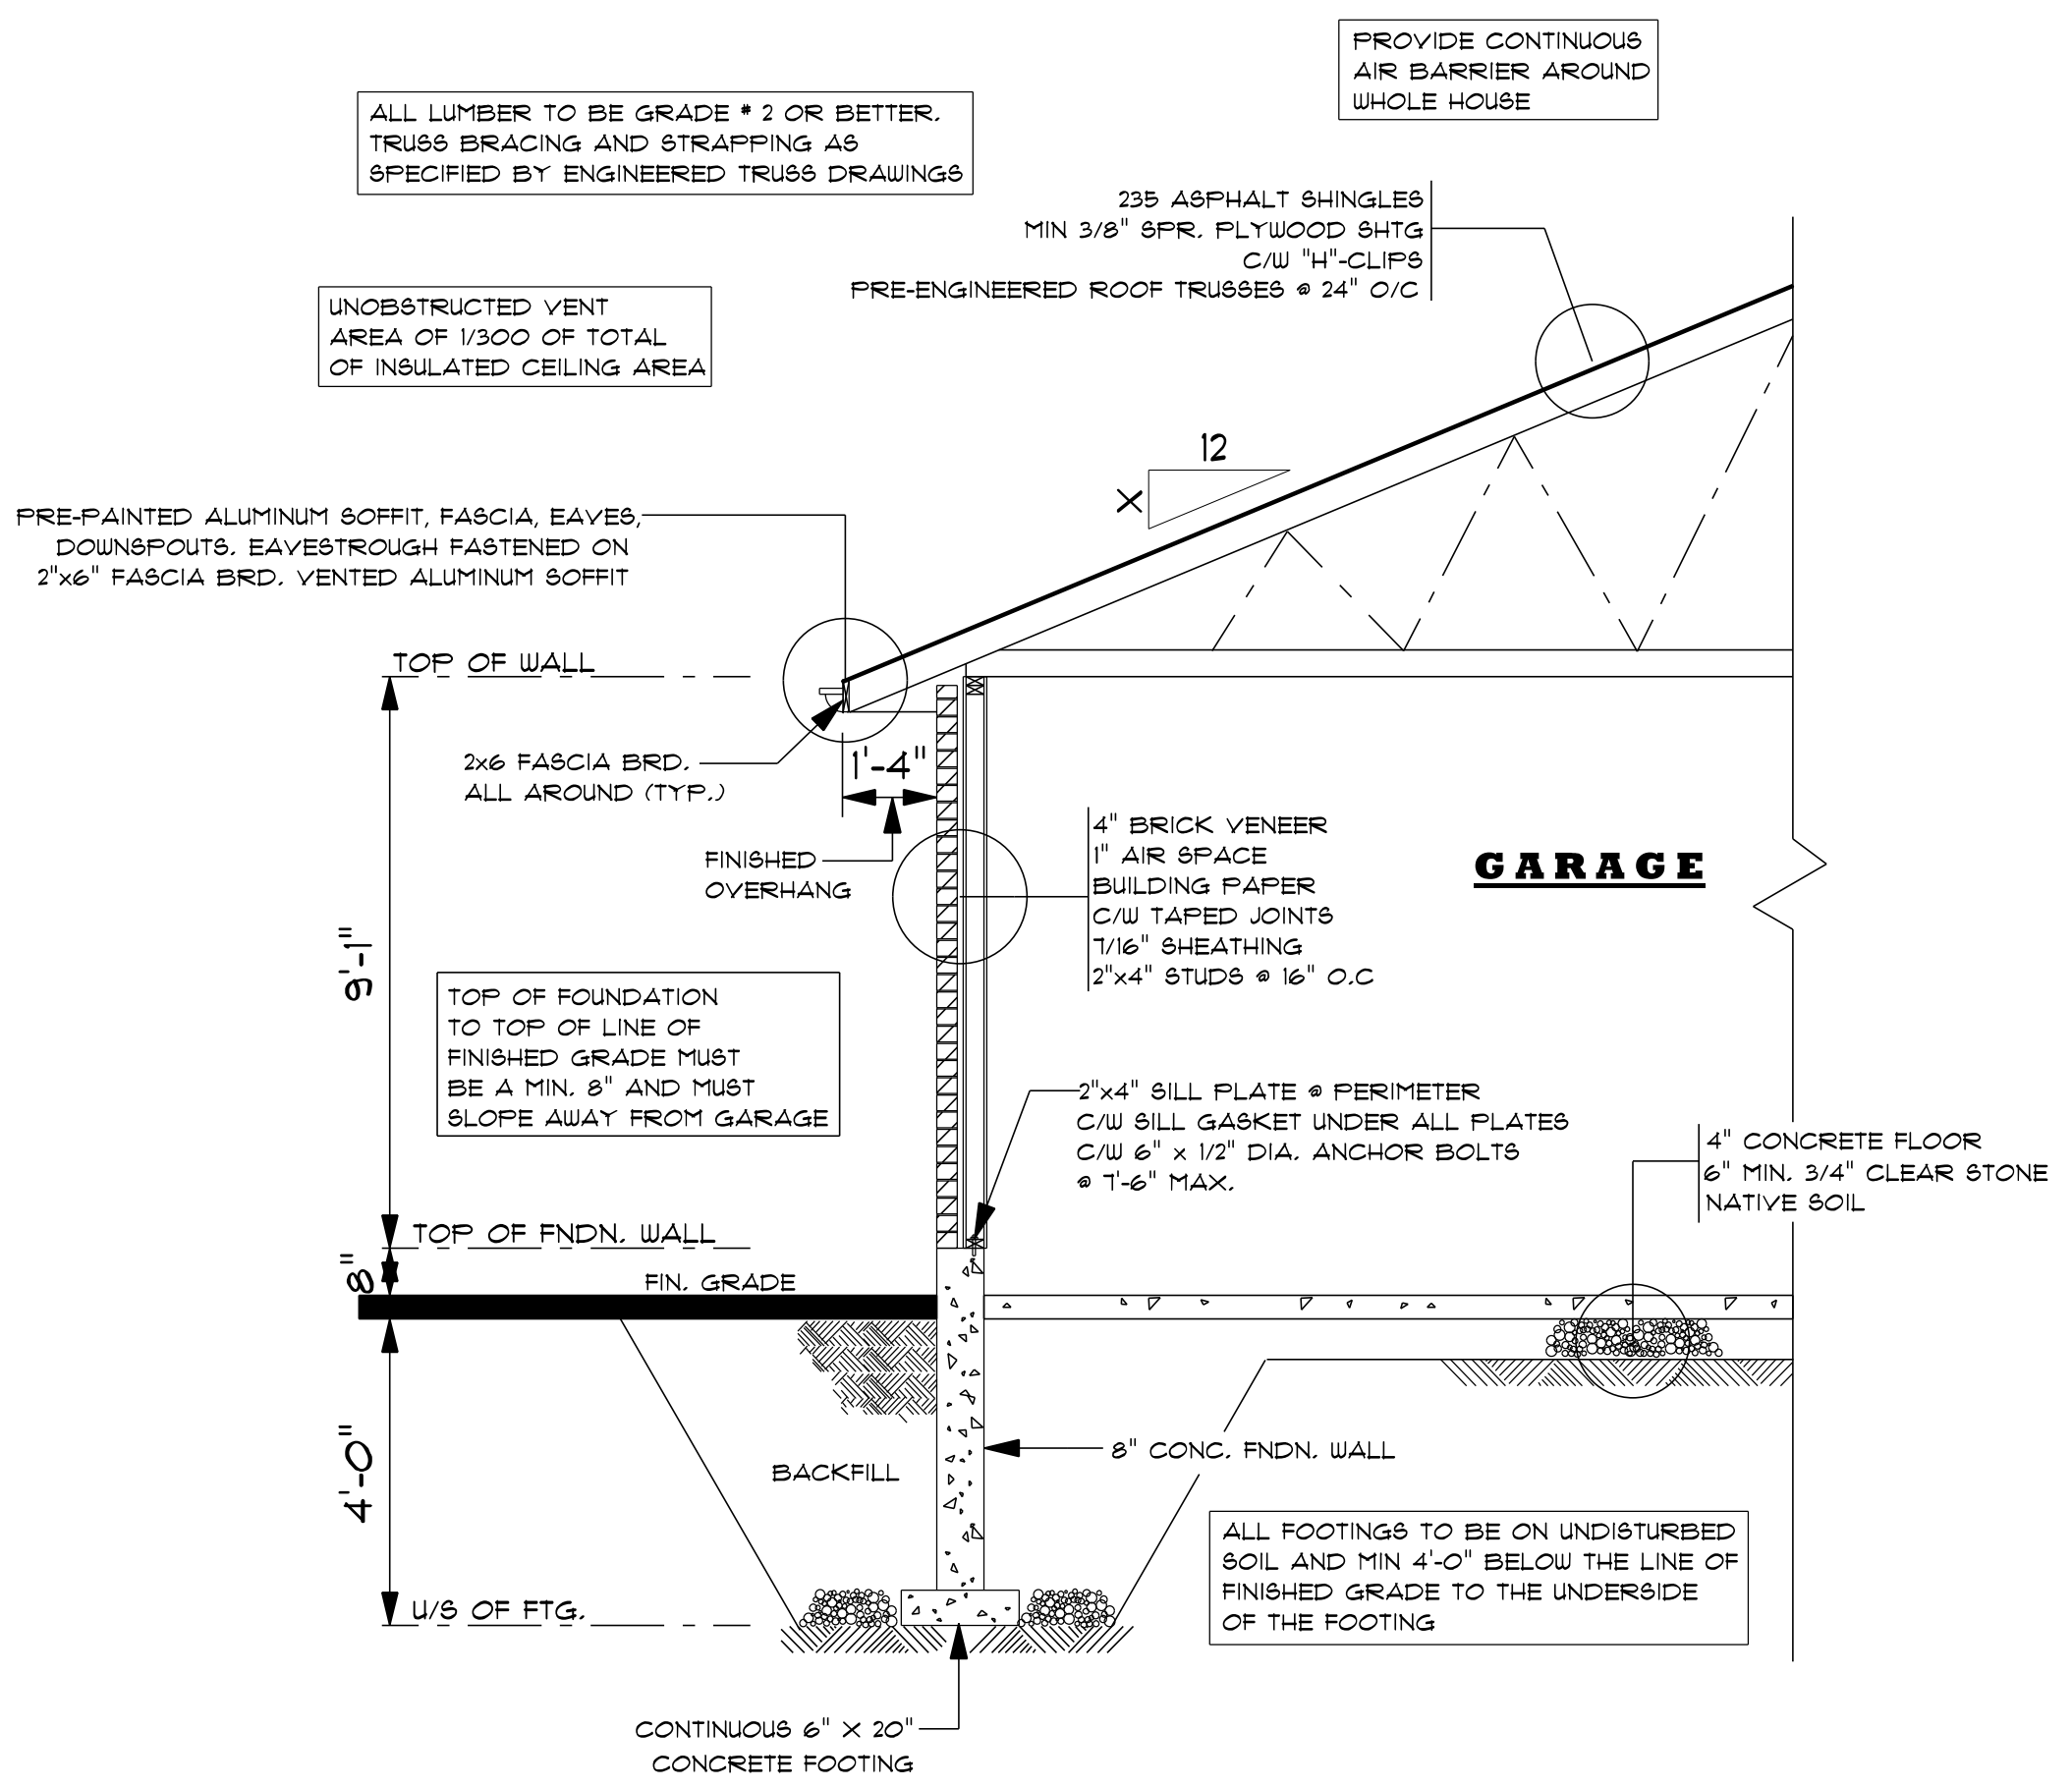 PROVIDE CONTINUOUS
AIR BARRIER AROUND
WHOLE HOUSE
ALL LUMBER TO BE GRADE # 2 OR BETTER.
TRUSS BRACING AND STRAPPING AS
SPECIFIED BY ENGINEERED TRUSS DRAWINGS
235 ASPHALT SHINGLES
MIN 3/8" SPR. PLYWOOD SHTG
C/W "H"-CLIPS
PRE-ENGINEERED ROOF TRUSSES @ 24" O/C
UNOBSTRUCTED VENT
AREA OF 1/300 OF TOTAL
OF INSULATED CEILING AREA
12
X
PRE-PAINTED ALUMINUM SOFFIT, FASCIA, EAVES,
DOWNSPOUTS. EAVESTROUGH FASTENED ON
2"x6" FASCIA BRD. VENTED ALUMINUM SOFFIT
TOP OF WALL
2x6 FASCIA BRD.
ALL AROUND (TYP.)
1'-4"
FINISHED
OVERHANG
4" BRICK VENEER
1" AIR SPACE
BUILDING PAPER
C/W TAPED JOINTS
7/16" SHEATHING
2"x4" STUDS @ 16" O.C
GARAGE
9'-1"
TOP OF FOUNDATION
TO TOP OF LINE OF
FINISHED GRADE MUST
BE A MIN. 8" AND MUST
SLOPE AWAY FROM GARAGE
2"x4" SILL PLATE @ PERIMETER
C/W SILL GASKET UNDER ALL PLATES
C/W 6" x 1/2" DIA. ANCHOR BOLTS
@ 7'-6" MAX.
4" CONCRETE FLOOR
6" MIN. 3/4" CLEAR STONE
NATIVE SOIL
TOP OF FNDN. WALL
8"
FIN. GRADE
4'-0"
BACKFILL
8" CONC. FNDN. WALL
ALL FOOTINGS TO BE ON UNDISTURBED
SOIL AND MIN 4'-0" BELOW THE LINE OF
FINISHED GRADE TO THE UNDERSIDE
OF THE FOOTING
U/S OF FTG.
CONTINUOUS 6" X 20"
CONCRETE FOOTING